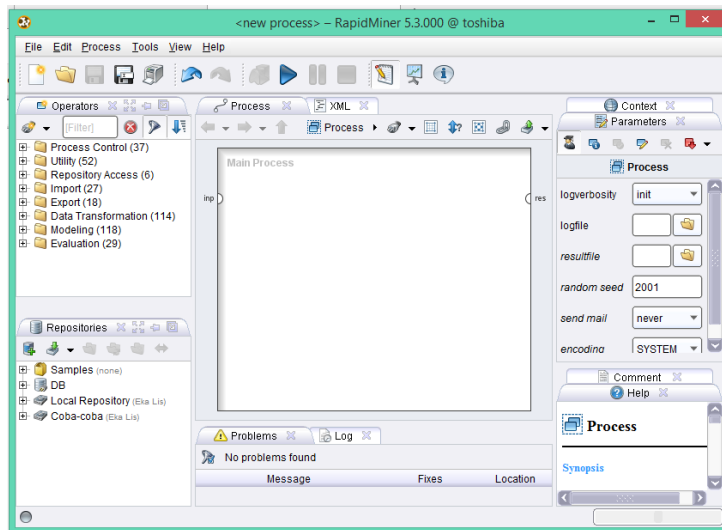 <new process> – RapidMiner 5.3.000 @ toshiba
File Edit Process Tools View Help
Operators
[Filter]
Process Control (37)
Utility (52)
Repository Access (6)
Import (27)
Export (18)
Data Transformation (114)
Modeling (118)
Evaluation (29)
Repositories
Samples (none)
DB
Local Repository (Eka Lis)
Coba-coba (Eka Lis)
Process XML
Process
Main Process
inp res
Problems Log
No problems found
Message Fixes Location
Context
Parameters
Process
logverbosity init
logfile
resultfile
random seed 2001
send mail never
encoding SYSTEM
Comment
Help
Process
Synopsis